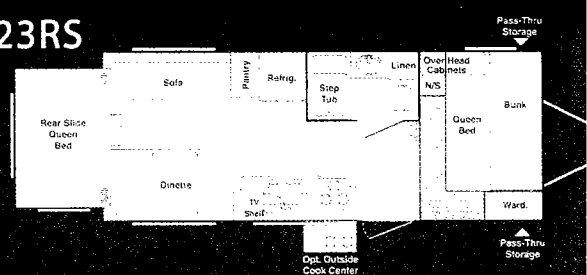 23RS
Pass-Thru
Storage
Sofa
Pantry
Refrig.
Step
Tub
Linen
Over Head
Cabinets
N/S
Queen
Bed
Bunk
Rear Slide
Queen
Bed
Dinette
TV
Shelf
Ward.
Opt. Outside
Cook Center
Pass-Thru
Storage